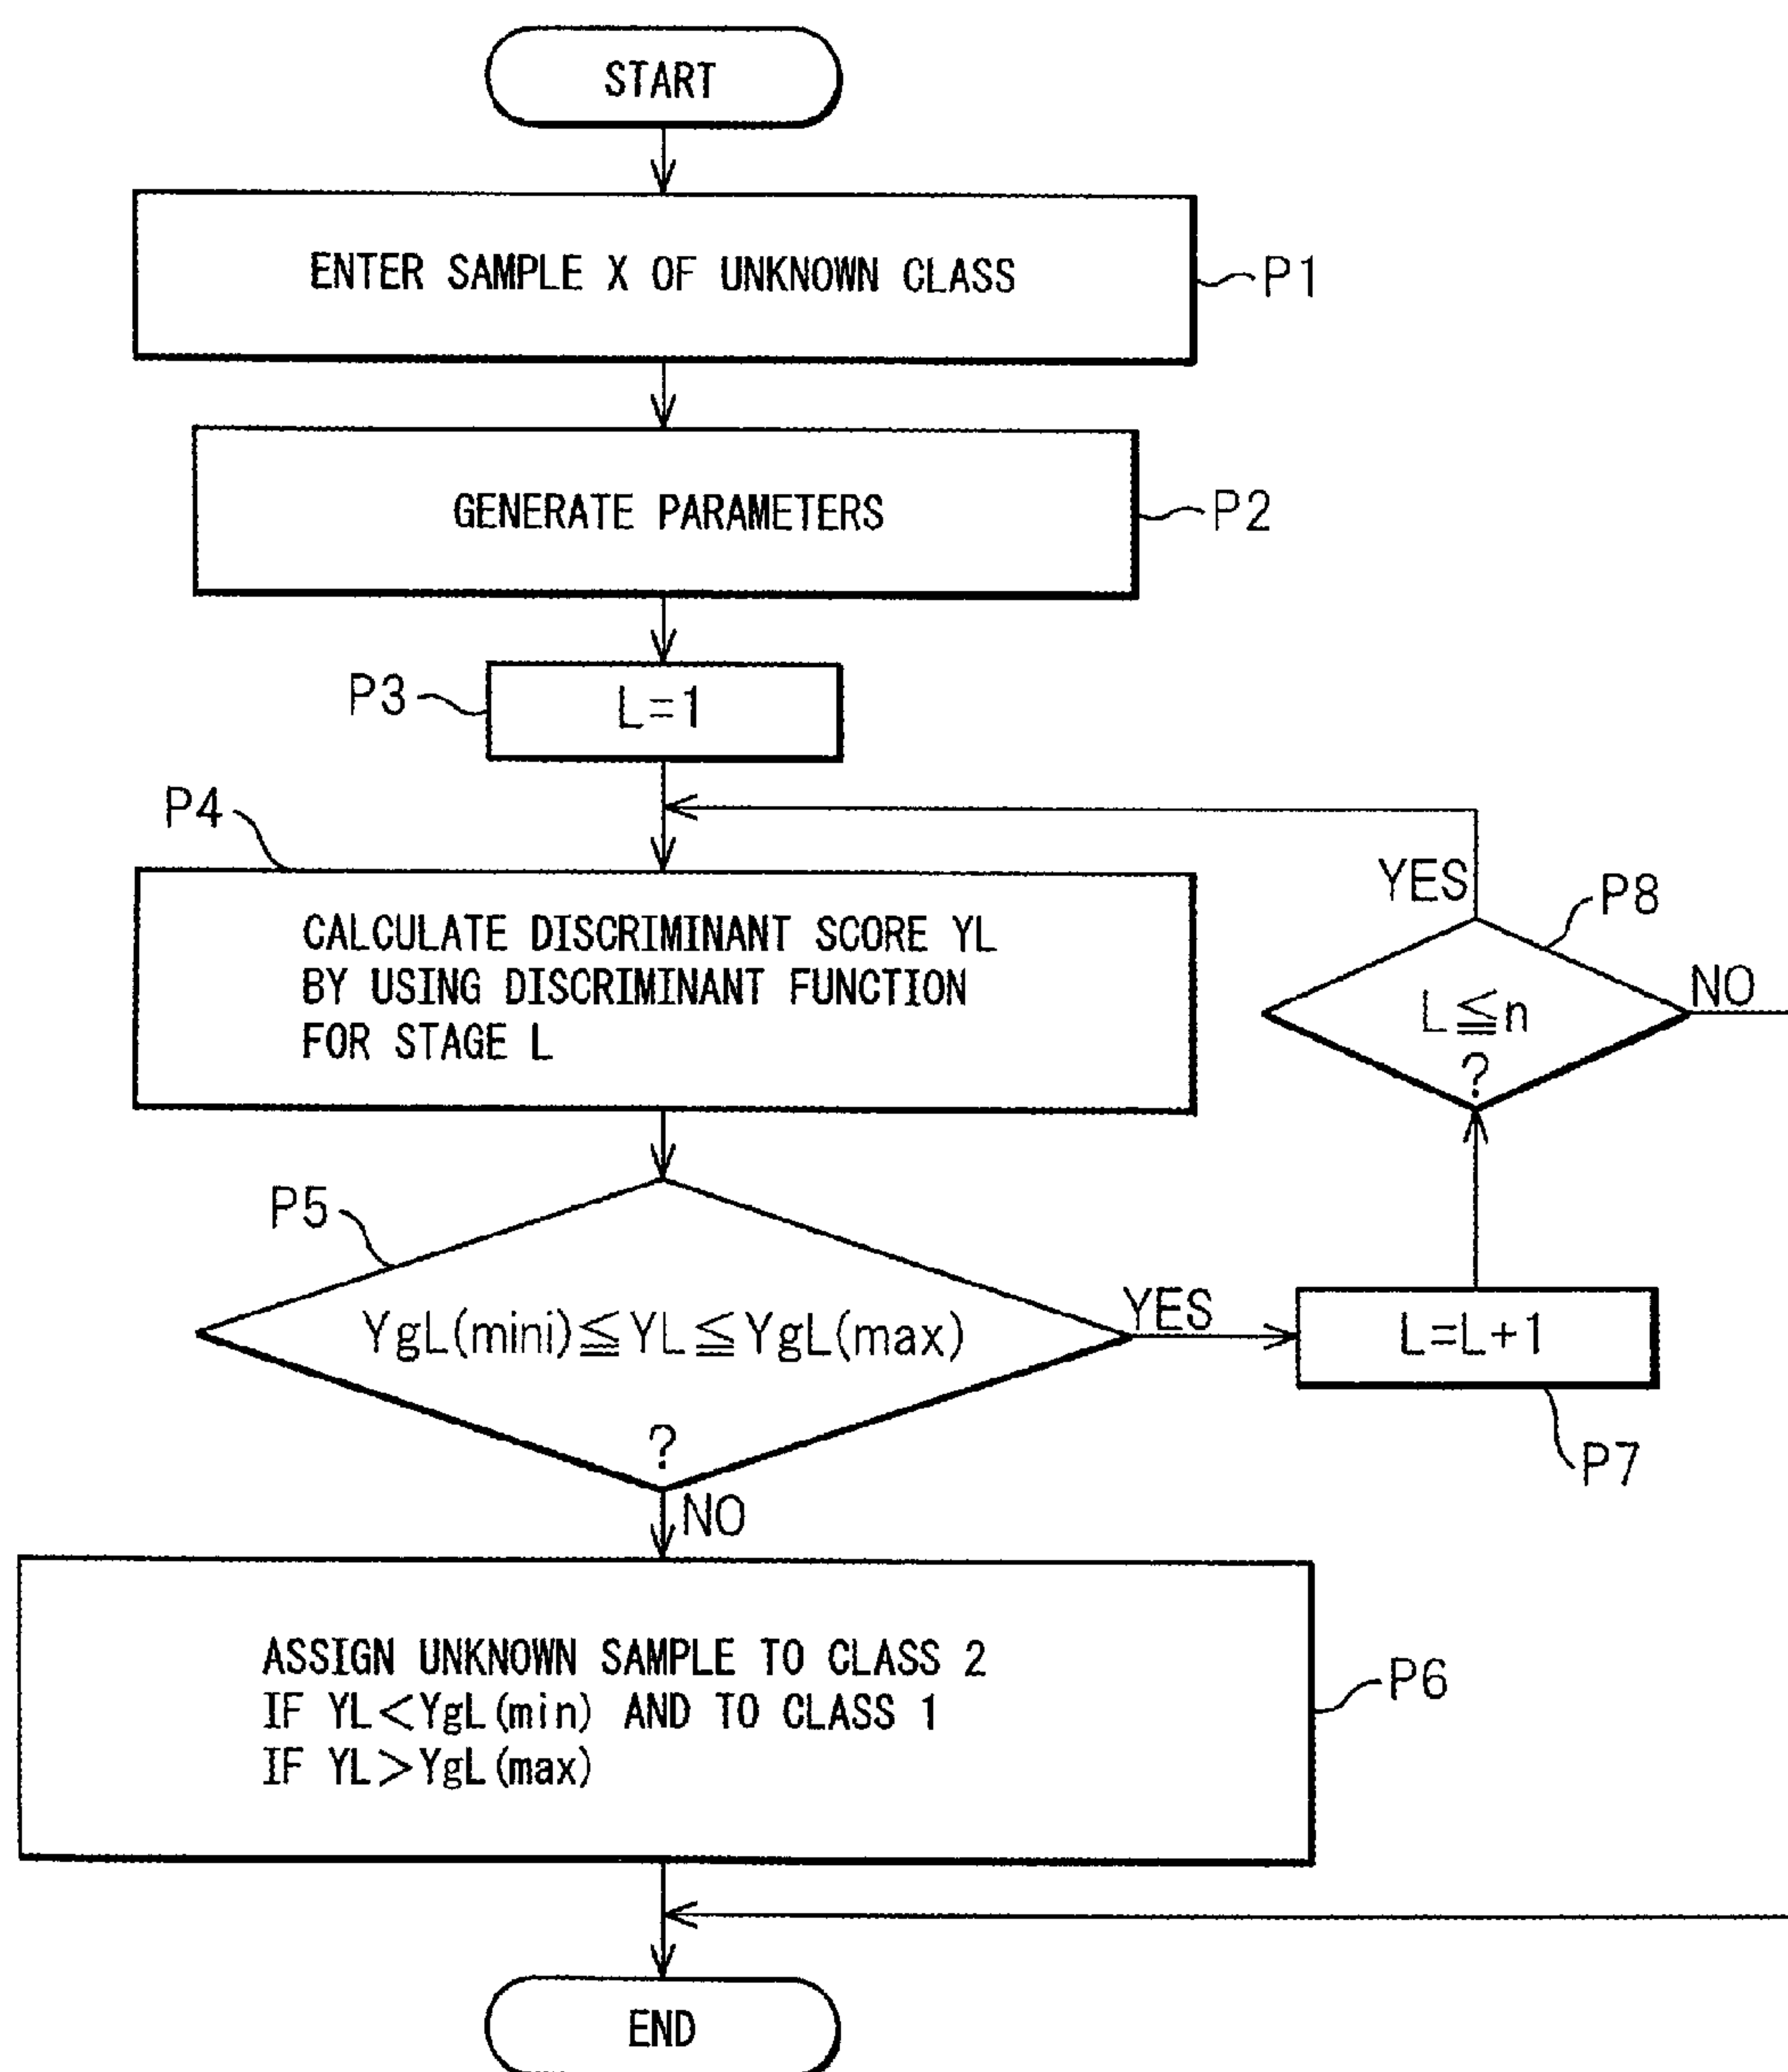 START
ENTER SAMPLE X OF UNKNOWN CLASS
P1
GENERATE PARAMETERS
P2
P3
L=1
P4
CALCULATE DISCRIMINANT SCORE YL
BY USING DISCRIMINANT FUNCTION
FOR STAGE L
YES
P8
L≦n
?
NO
P5
YgL(mini)≦YL≦YgL(max)
?
YES
L=L+1
P7
NO
ASSIGN UNKNOWN SAMPLE TO CLASS 2
IF YL<YgL(min) AND TO CLASS 1
IF YL>YgL(max)
P6
END